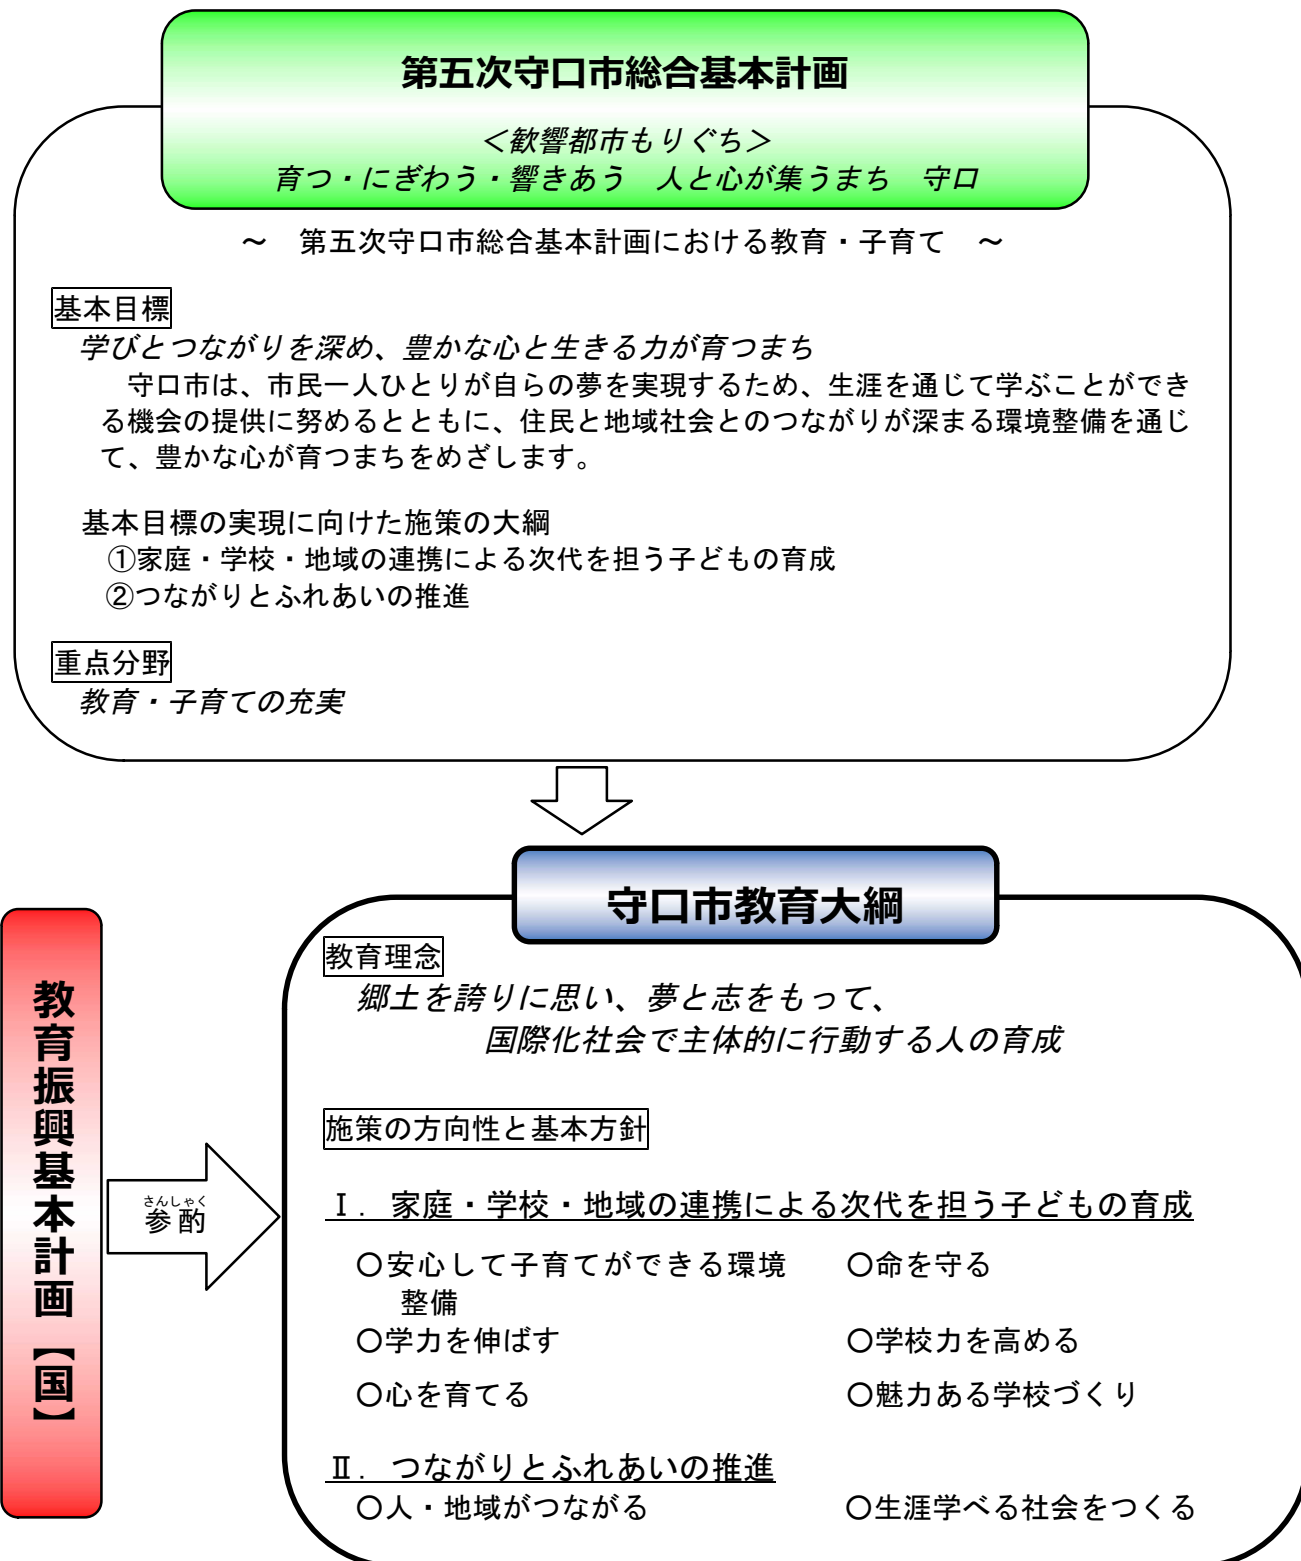 第五次守口市総合基本計画
＜歓響都市もりぐち＞
育つ・にぎわう・響きあう　人と心が集うまち　守口
～　第五次守口市総合基本計画における教育・子育て　～
基本目標
学びとつながりを深め、豊かな心と生きる力が育つまち
守口市は、市民一人ひとりが自らの夢を実現するため、生涯を通じて学ぶことができ
る機会の提供に努めるとともに、住民と地域社会とのつながりが深まる環境整備を通じ
て、豊かな心が育つまちをめざします。
基本目標の実現に向けた施策の大綱
①家庭・学校・地域の連携による次代を担う子どもの育成
②つながりとふれあいの推進
重点分野
教育・子育ての充実
守口市教育大綱
教育振興基本計画【国】
さんしゃく
参酌
教育理念
郷土を誇りに思い、夢と志をもって、
国際化社会で主体的に行動する人の育成
施策の方向性と基本方針
Ⅰ．家庭・学校・地域の連携による次代を担う子どもの育成
〇安心して子育てができる環境
整備
〇命を守る
〇学力を伸ばす
〇学校力を高める
〇心を育てる
〇魅力ある学校づくり
Ⅱ．つながりとふれあいの推進
〇人・地域がつながる
〇生涯学べる社会をつくる